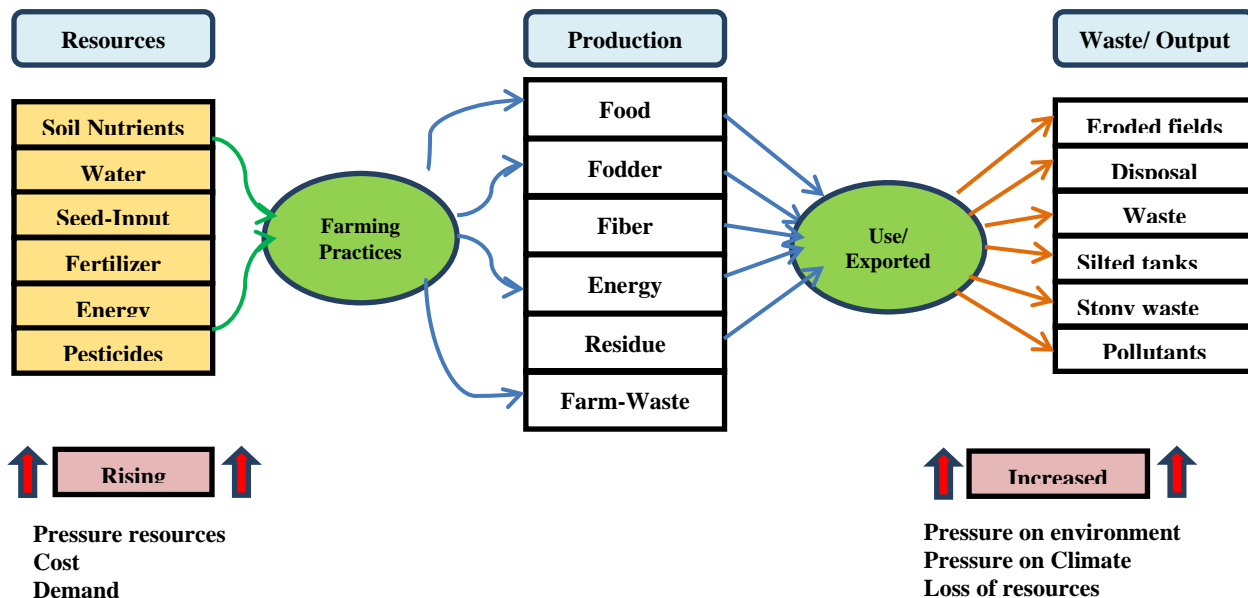 Resources
Production
Waste/ Output
Soil Nutrients
Water
Seed-Input
Fertilizer
Energy
Pesticides
Farming
Practices
Food
Fodder
Fiber
Energy
Residue
Farm-Waste
Use/
Exported
Eroded fields
Disposal
Waste
Silted tanks
Stony waste
Pollutants
Rising
Pressure resources
Cost
Demand
Increased
Pressure on environment
Pressure on Climate
Loss of resources